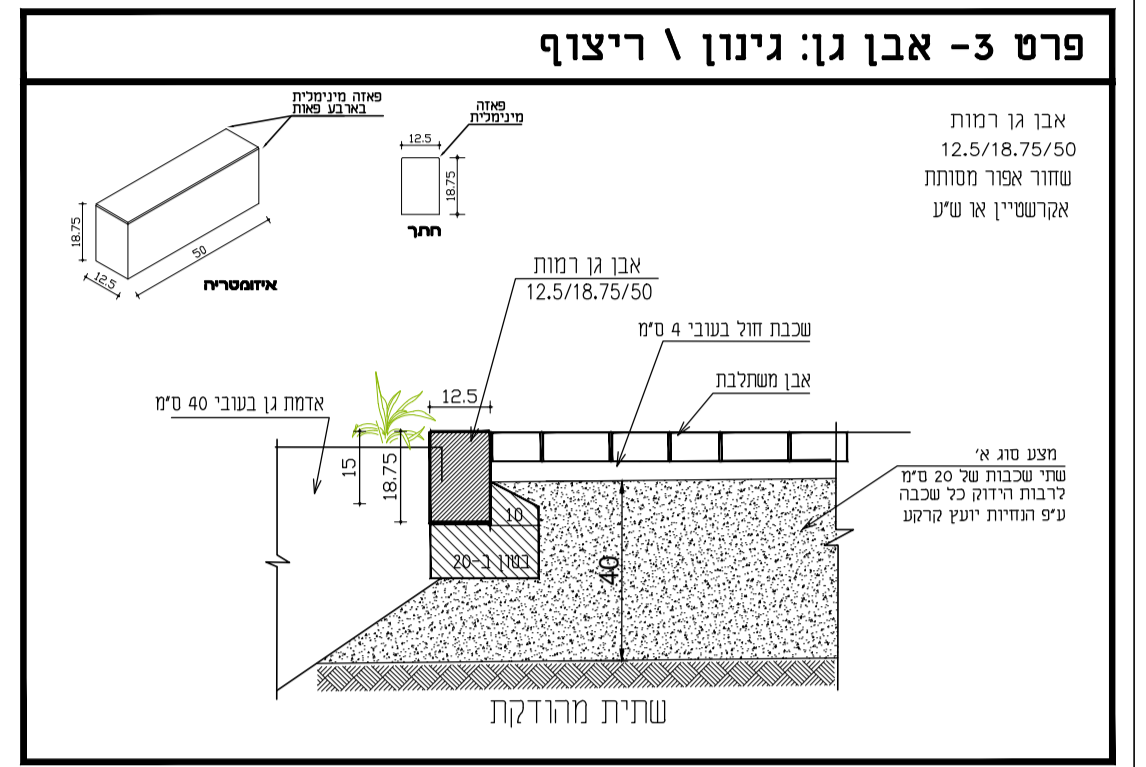 פרט 3- אבן גן: גינון \ ריצוף
אבן גן רמות
12.5/18.75/50
שחור אפור מסותת
אקרשטיין או ש"ע
פאזה
מינימלית
12.5
18.75
חתך
פאזה מינימלית
בארבע פאות
18.75
12.5
50
איזומטריה
אבן גן רמות
12.5/18.75/50
שכבת חול בעובי 4 ס"מ
אבן משתלבת
אדמת גן בעובי 40 ס"מ
12.5
15
18.75
10
בטון ב-20
40
מצע סוג א'
שתי שכבות של 20 ס"מ
לרבות הידוק כל שכבה
ע"פ הנחיות יועץ קרקע
שתית מהודקת